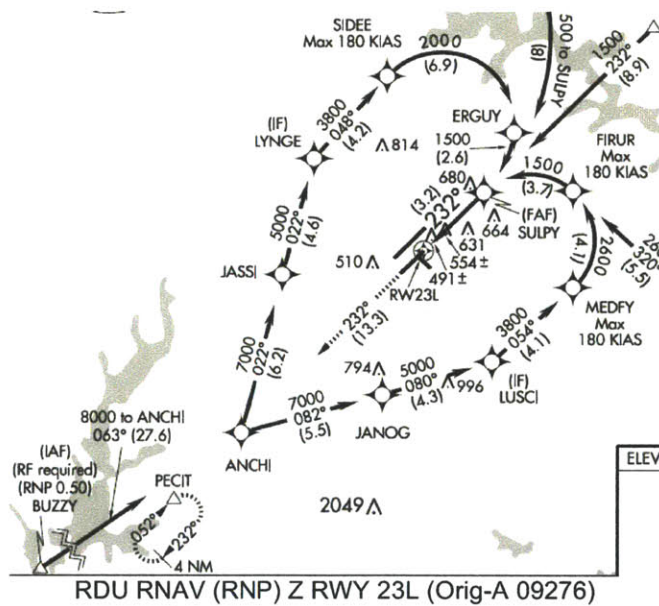 SIDEE
Max 180 KIAS
2000
(6.9)
500 to SULPY
(8)
1500
232°
(8.9)
(IF)
LYNGE
3800
048°
(4.2)
814
ERGUY
1500
(2.6)
FIRUR
Max
180 KIAS
1500
(3.7)
680
(3.2)
232°
(FAF)
SULPY
664
631
554±
491±
RW23L
510
5000
022°
(4.6)
JASSI
2600
(4.1)
320°
(5.5)
MEDFY
Max
180 KIAS
232°
(13.3)
7000
022°
(6.2)
3800
054°
(4.1)
794
5000
080°
(4.3)
996
(IF)
LUSCI
7000
082°
(5.5)
JANOG
ANCHI
8000 to ANCHI
063° (27.6)
(IAF)
(RF required)
(RNP 0.50)
BUZZY
PECIT
052°
232°
4 NM
2049
ELEV
RDU RNAV (RNP) Z RWY 23L (Orig-A 09276)